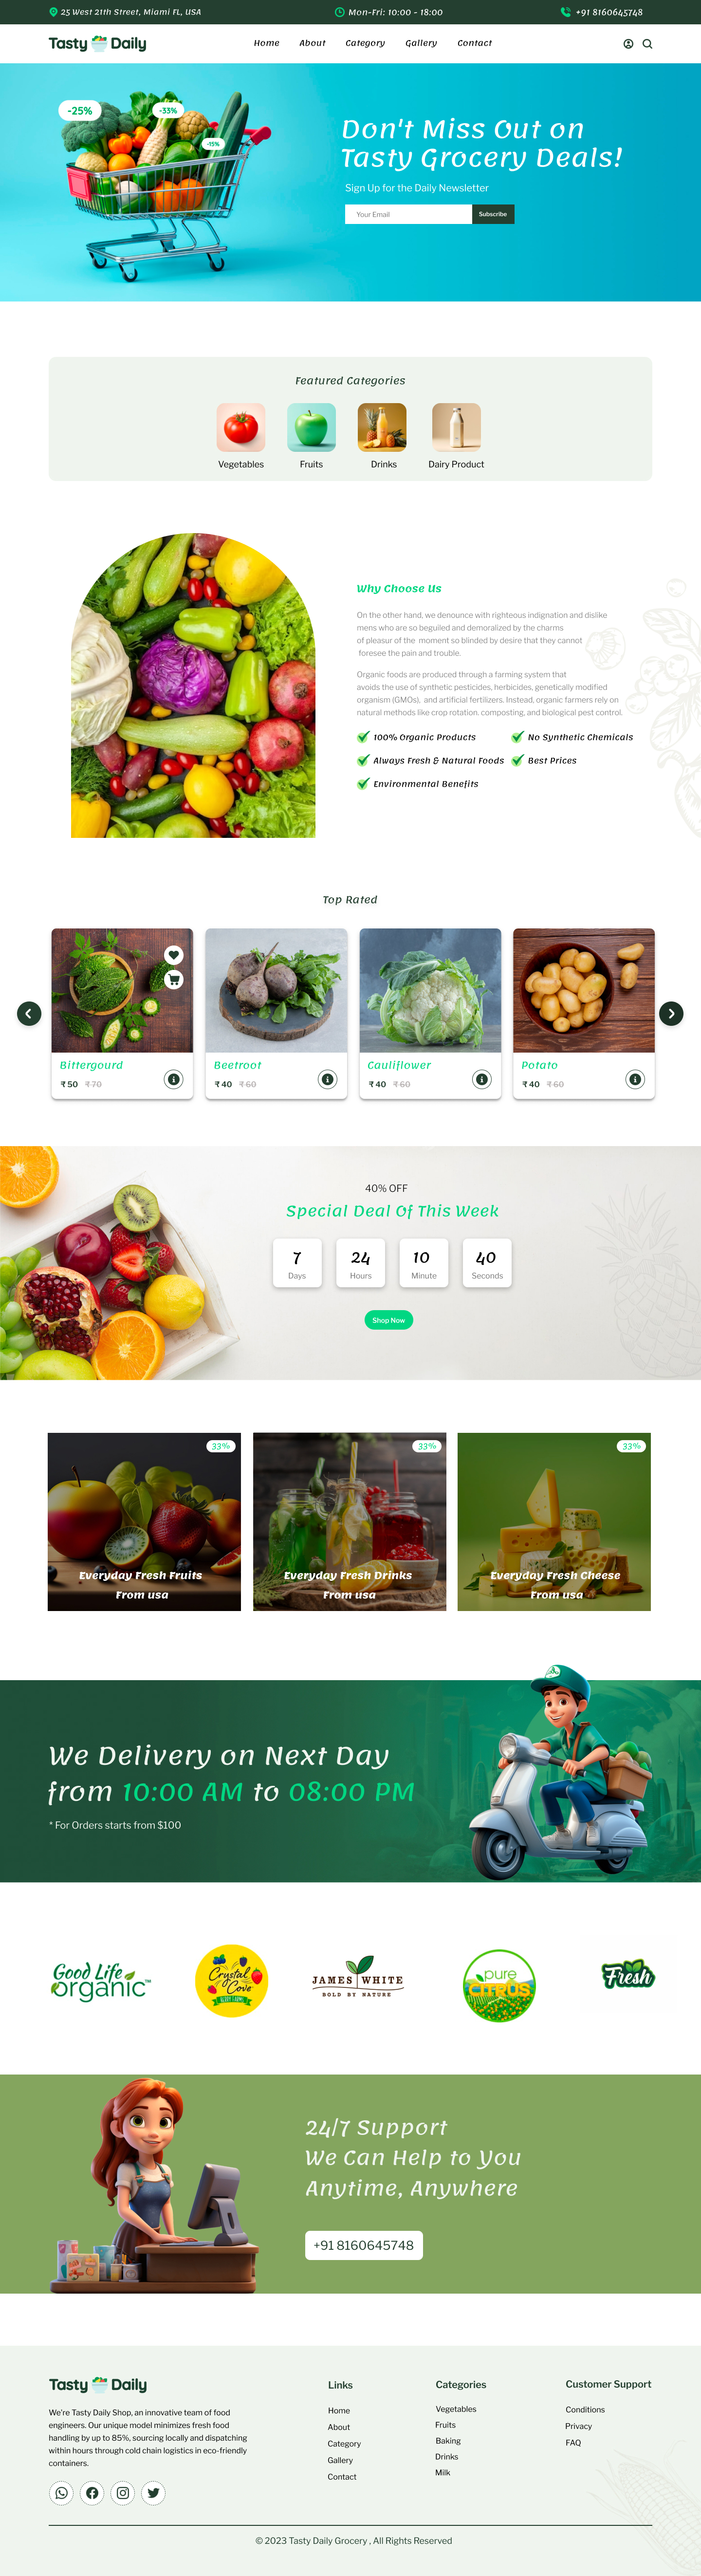 25 West 21th Street, Miami FL, USA
Mon-Fri: 10:00 - 18:00
+91 8160645748
Tasty Daily
Home About Category Gallery Contact
-25%
-33%
-15%
Don't Miss Out on
Tasty Grocery Deals!
Sign Up for the Daily Newsletter
Your Email
Subscribe
Featured Categories
Vegetables
Fruits
Drinks
Dairy Product
Why Choose Us
On the other hand, we denounce with righteous indignation and dislike
mens who are so beguiled and demoralized by the charms
of pleasur of the moment so blinded by desire that they cannot
foresee the pain and trouble.
Organic foods are produced through a farming system that
avoids the use of synthetic pesticides, herbicides, genetically modified
organism (GMOs), and artificial fertilizers. Instead, organic farmers rely on
natural methods like crop rotation. composting, and biological pest control.
100% Organic Products
No Synthetic Chemicals
Always Fresh & Natural Foods
Best Prices
Environmental Benefits
Top Rated
Bittergourd
₹ 50 ₹ 70
Beetroot
₹ 40 ₹ 60
Cauliflower
₹ 40 ₹ 60
Potato
₹ 40 ₹ 60
40% OFF
Special Deal Of This Week
7
Days
24
Hours
10
Minute
40
Seconds
Shop Now
33%
Everyday Fresh Fruits
From usa
33%
Everyday Fresh Drinks
From usa
33%
Everyday Fresh Cheese
From usa
We Delivery on Next Day
from 10:00 AM to 08:00 PM
* For Orders starts from $100
Good Life
organic™
Crystal
Cove
JAMES WHITE
BOLD BY NATURE
pure
CITRUS
Fresh
24/7 Support
We Can Help to You
Anytime, Anywhere
+91 8160645748
Tasty Daily
We're Tasty Daily Shop, an innovative team of food
engineers. Our unique model minimizes fresh food
handling by up to 85%, sourcing locally and dispatching
within hours through cold chain logistics in eco-friendly
containers.
Links
Home
About
Category
Gallery
Contact
Categories
Vegetables
Fruits
Baking
Drinks
Milk
Customer Support
Conditions
Privacy
FAQ
© 2023 Tasty Daily Grocery , All Rights Reserved